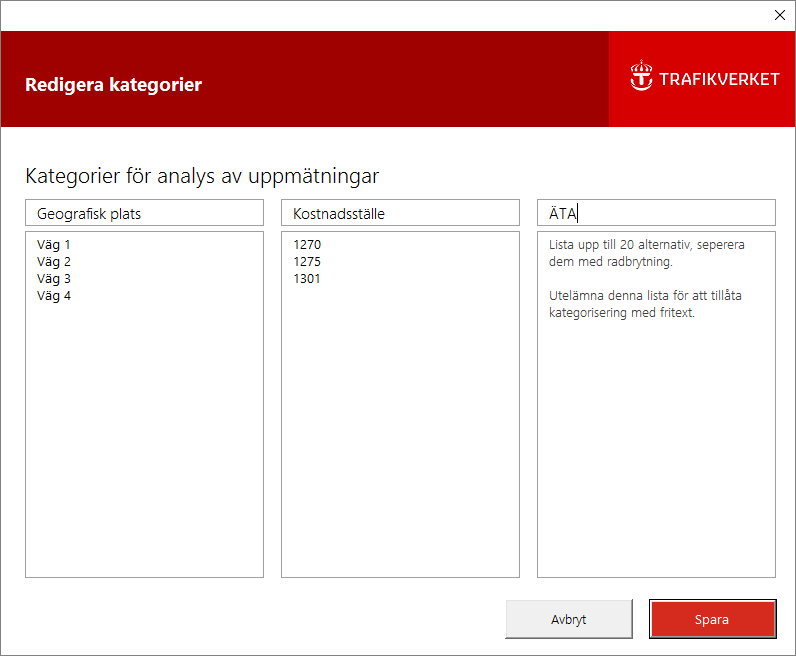 Redigera kategorier
TRAFIKVERKET
Kategorier för analys av uppmätningar
Geografisk plats
Väg 1
Väg 2
Väg 3
Väg 4
Kostnadsställe
1270
1275
1301
ÄTA
Lista upp till 20 alternativ, seperera
dem med radbrytning.
Utelämna denna lista för att tillåta
kategorisering med fritext.
Avbryt
Spara